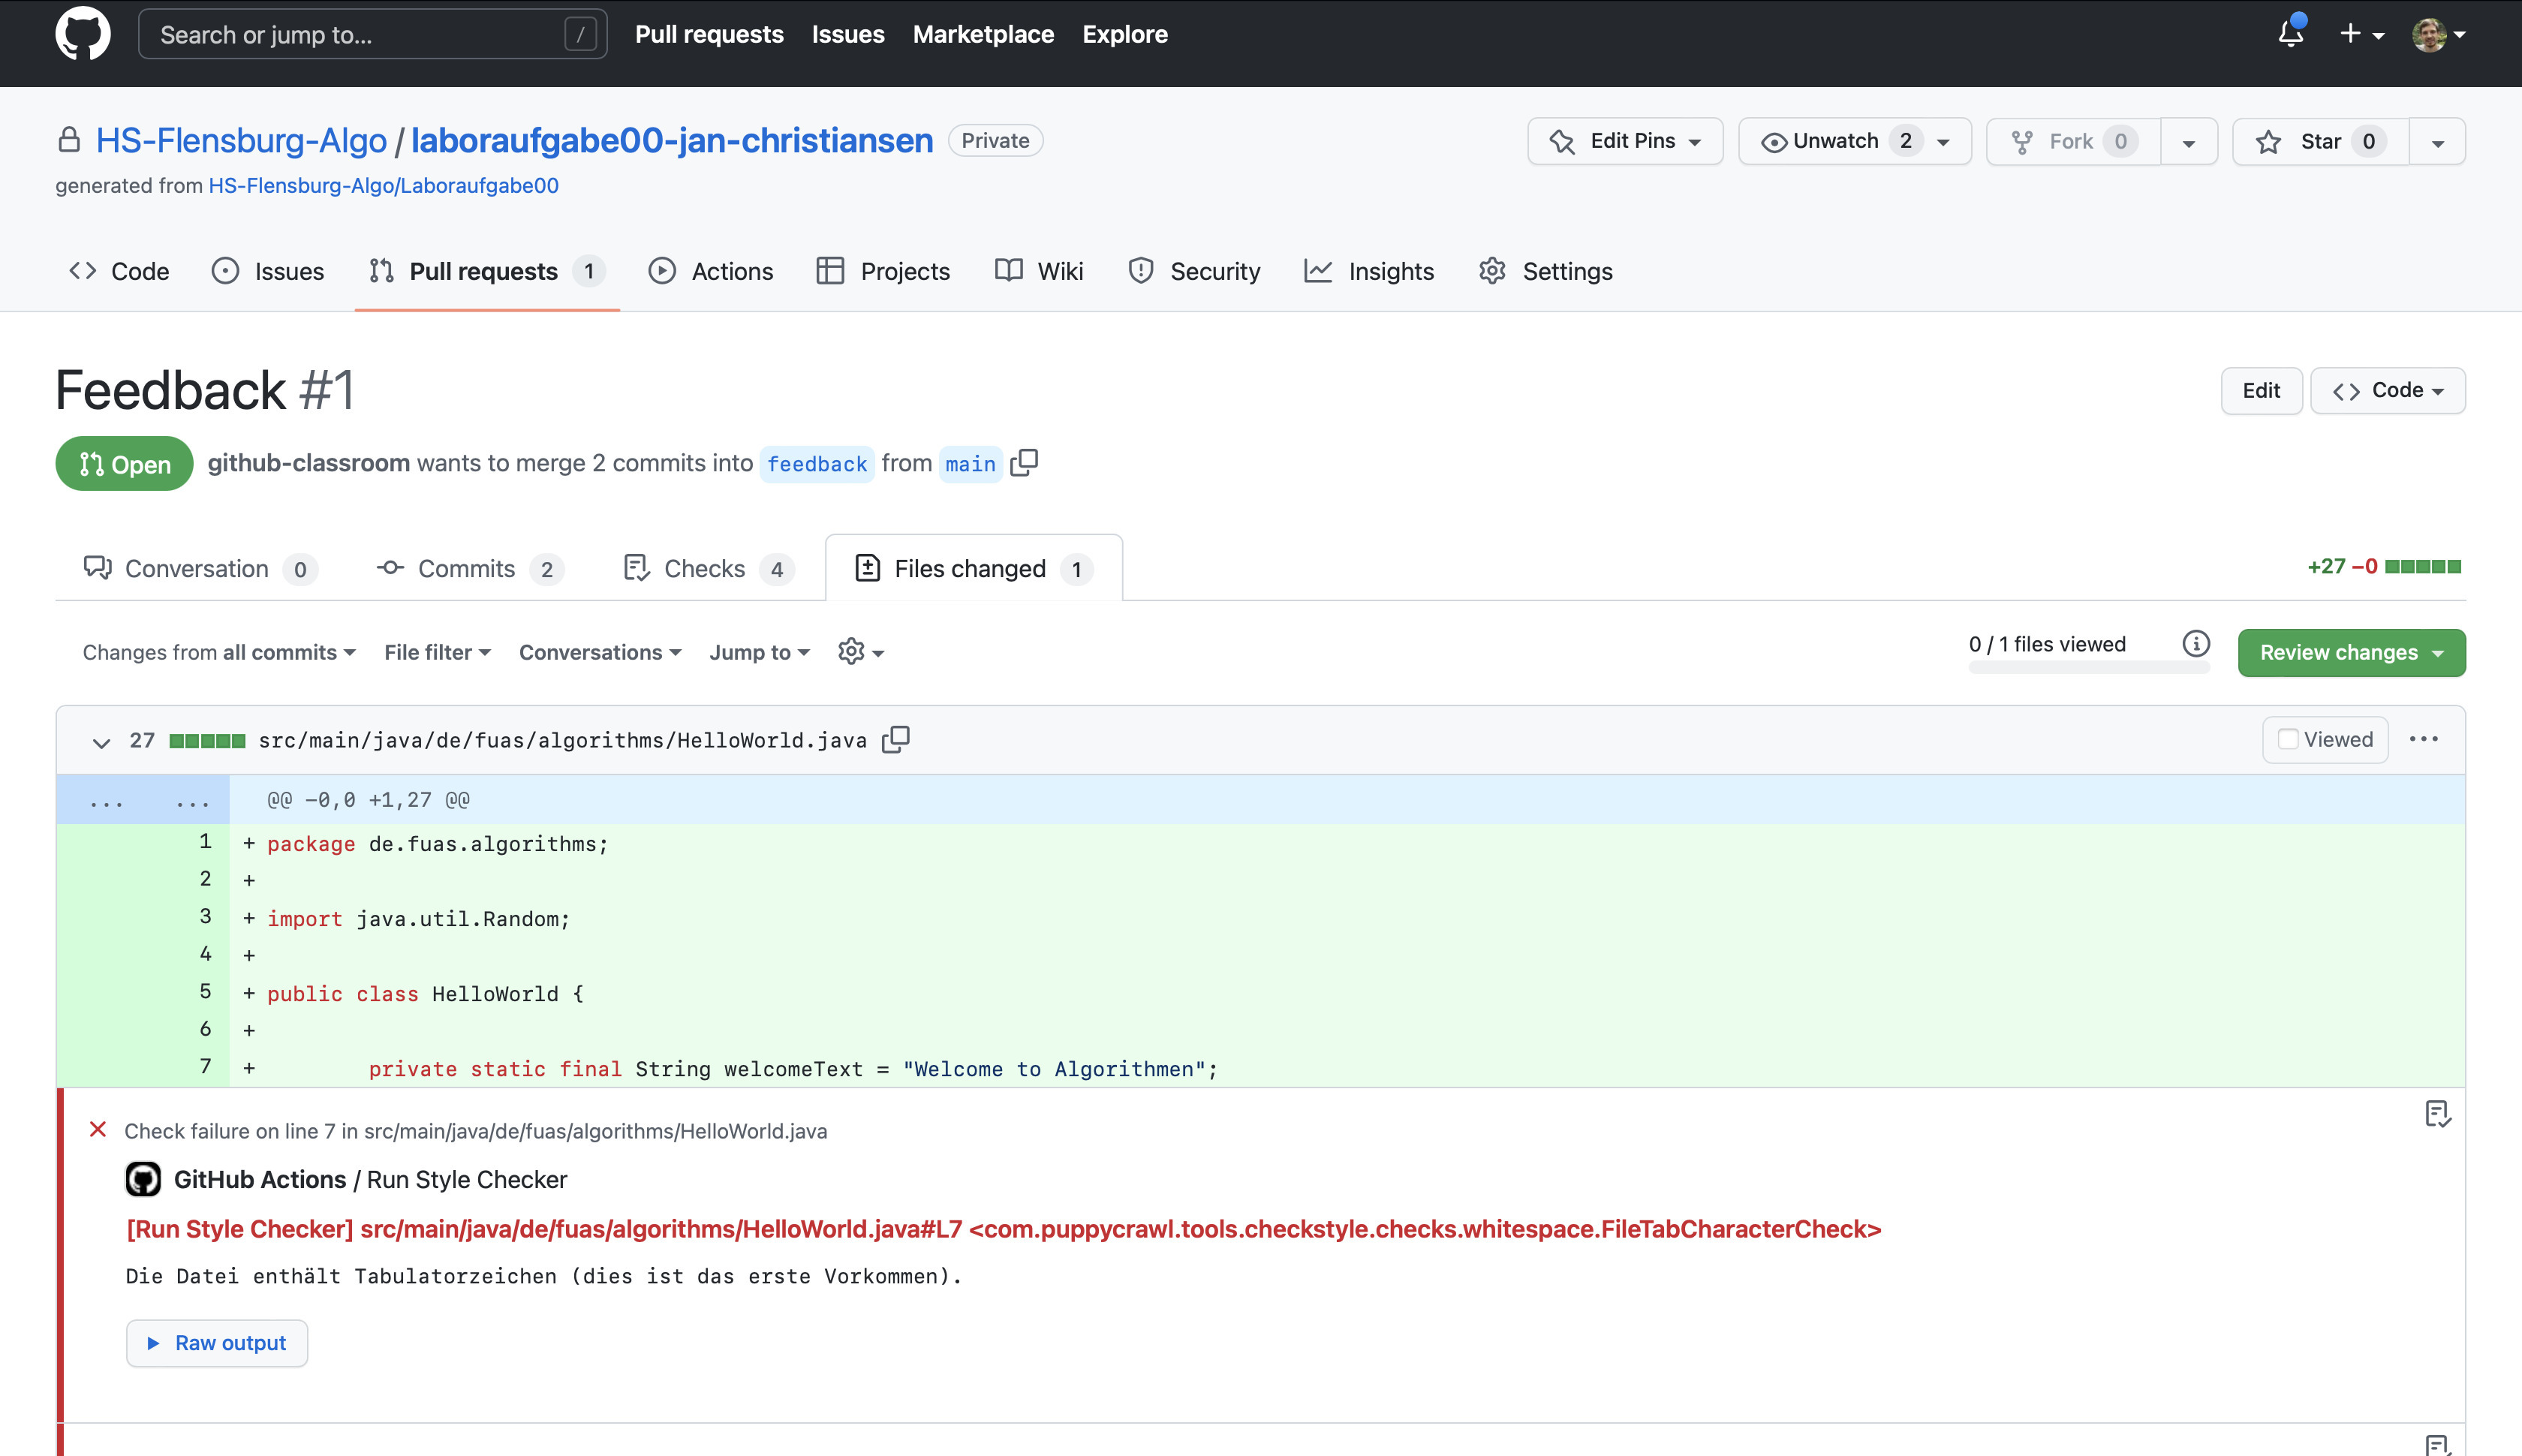 Search or jump to... / Pull requests Issues Marketplace Explore
HS-Flensburg-Algo / laboraufgabe00-jan-christiansen Private Edit Pins Unwatch 2 Fork 0 Star 0
generated from HS-Flensburg-Algo/Laboraufgabe00
Code Issues Pull requests 1 Actions Projects Wiki Security Insights Settings
Feedback #1 Edit Code
Open github-classroom wants to merge 2 commits into feedback from main
Conversation 0 Commits 2 Checks 4 Files changed 1 +27 −0
Changes from all commits File filter Conversations Jump to 0 / 1 files viewed Review changes
27 src/main/java/de/fuas/algorithms/HelloWorld.java Viewed ...
... ... @@ −0,0 +1,27 @@
1 + package de.fuas.algorithms;
2 +
3 + import java.util.Random;
4 +
5 + public class HelloWorld {
6 +
7 + private static final String welcomeText = "Welcome to Algorithmen";
Check failure on line 7 in src/main/java/de/fuas/algorithms/HelloWorld.java
GitHub Actions / Run Style Checker
[Run Style Checker] src/main/java/de/fuas/algorithms/HelloWorld.java#L7 <com.puppycrawl.tools.checkstyle.checks.whitespace.FileTabCharacterCheck>
Die Datei enthält Tabulatorzeichen (dies ist das erste Vorkommen).
Raw output